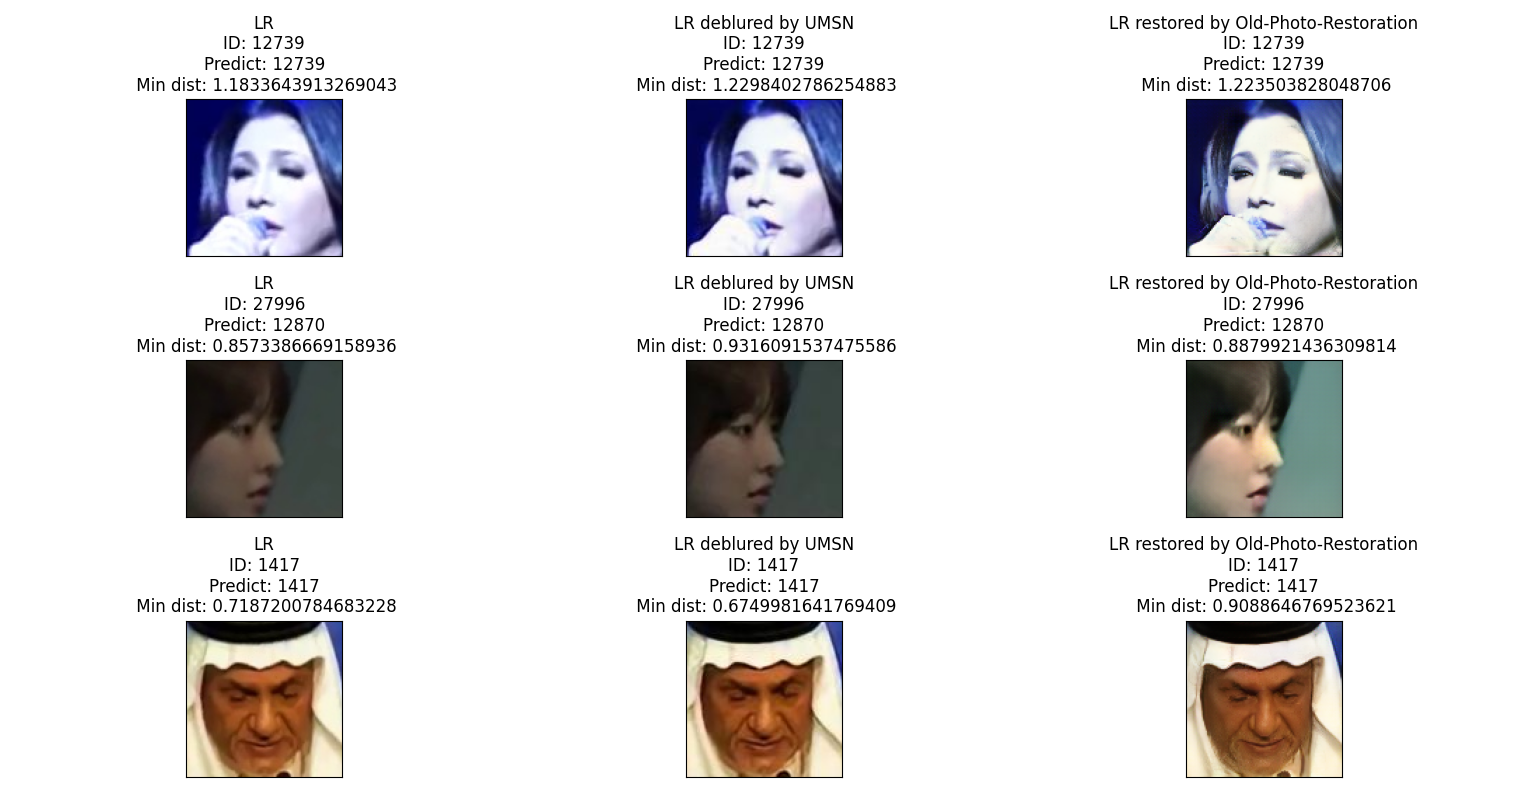 LR
ID: 12739
Predict: 12739
Min dist: 1.1833643913269043
LR deblured by UMSN
ID: 12739
Predict: 12739
Min dist: 1.2298402786254883
LR restored by Old-Photo-Restoration
ID: 12739
Predict: 12739
Min dist: 1.223503828048706
LR
ID: 27996
Predict: 12870
Min dist: 0.8573386669158936
LR deblured by UMSN
ID: 27996
Predict: 12870
Min dist: 0.9316091537475586
LR restored by Old-Photo-Restoration
ID: 27996
Predict: 12870
Min dist: 0.8879921436309814
LR
ID: 1417
Predict: 1417
Min dist: 0.7187200784683228
LR deblured by UMSN
ID: 1417
Predict: 1417
Min dist: 0.6749981641769409
LR restored by Old-Photo-Restoration
ID: 1417
Predict: 1417
Min dist: 0.9088646769523621